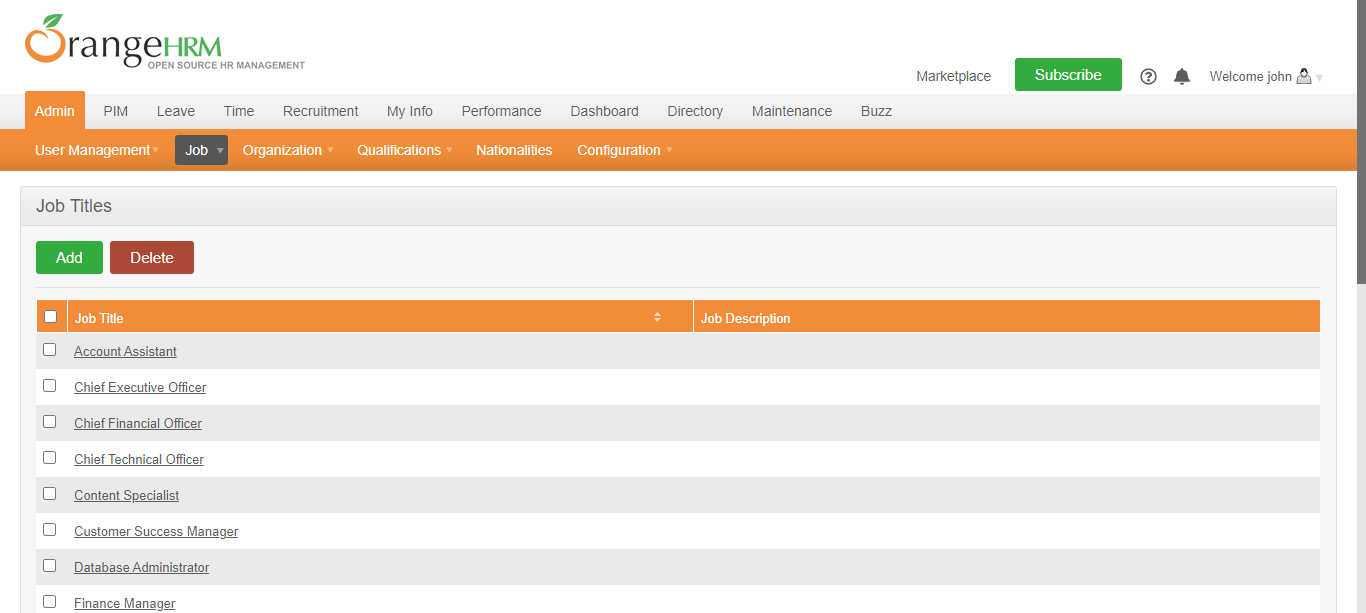 OrangeHRM
OPEN SOURCE HR MANAGEMENT
Marketplace Subscribe Welcome john
Admin PIM Leave Time Recruitment My Info Performance Dashboard Directory Maintenance Buzz
User Management Job Organization Qualifications Nationalities Configuration
Job Titles
Add Delete
Job Title Job Description
Account Assistant
Chief Executive Officer
Chief Financial Officer
Chief Technical Officer
Content Specialist
Customer Success Manager
Database Administrator
Finance Manager